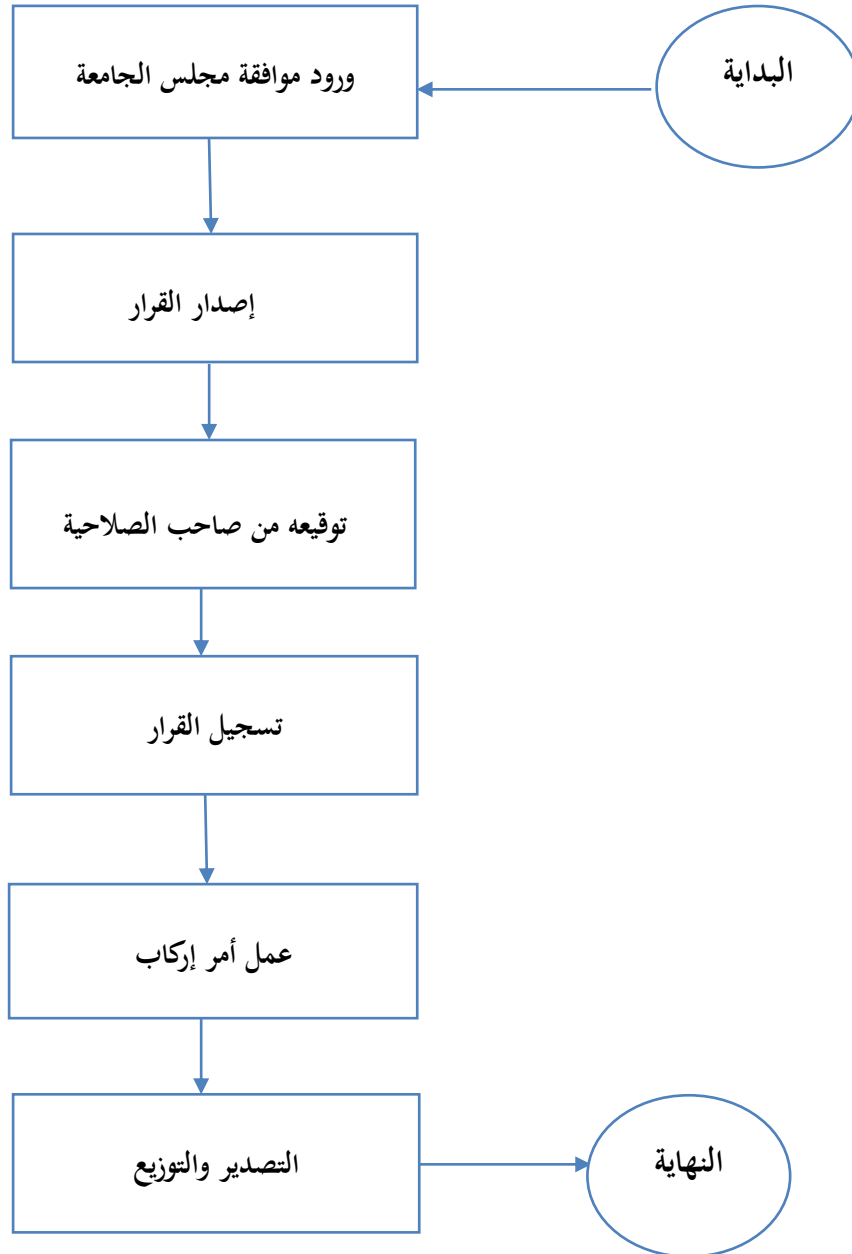 البداية
ورود موافقة مجلس الجامعة
إصدار القرار
توقيعه من صاحب الصلاحية
تسجيل القرار
عمل أمر إركاب
التصدير والتوزيع
النهاية